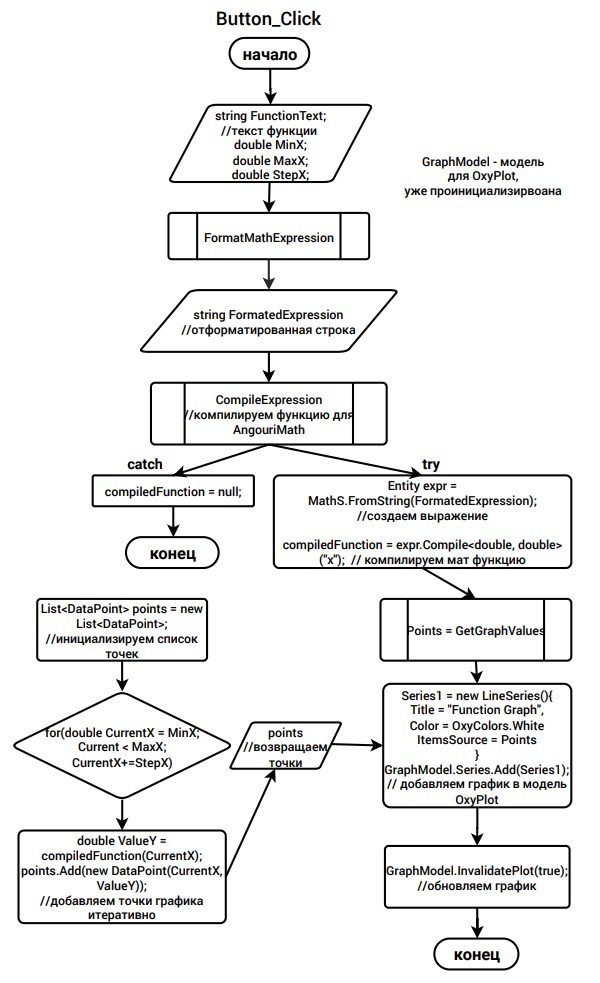 Button_Click
начало
string FunctionText;
//текст функции
double MinX;
double MaxX;
double StepX;
GraphModel - модель
для OxyPlot,
уже проинициализирвоана
FormatMathExpression
string FormatedExpression
//отформатированная строка
CompileExpression
//компилируем функцию для
AngouriMath
catch
try
compiledFunction = null;
конец
Entity expr =
MathS.FromString(FormatedExpression);
//создаем выражение
compiledFunction = expr.Compile<double, double>
("x");  // компилируем мат функцию
List<DataPoint> points = new
List<DataPoint>;
//инициализируем список
точек
for(double CurrentX = MinX;
Current < MaxX;
CurrentX+=StepX)
double ValueY =
compiledFunction(CurrentX);
points.Add(new DataPoint(CurrentX,
ValueY));
//добавляем точки графика
итеративно
points
//возвращаем
точки
Points = GetGraphValues
Series1 = new LineSeries(){
Title = "Function Graph",
Color = OxyColors.White
ItemsSource = Points
}
GraphModel.Series.Add(Series1);
// добавляем график в модель
OxyPlot
GraphModel.InvalidatePlot(true);
//обновляем график
конец